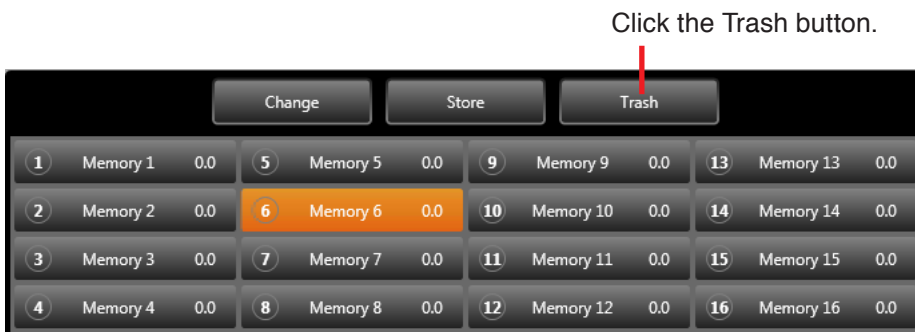 Click the Trash button.
Change Store Trash
1 Memory 1 0.0 5 Memory 5 0.0 9 Memory 9 0.0 13 Memory 13 0.0
2 Memory 2 0.0 6 Memory 6 0.0 10 Memory 10 0.0 14 Memory 14 0.0
3 Memory 3 0.0 7 Memory 7 0.0 11 Memory 11 0.0 15 Memory 15 0.0
4 Memory 4 0.0 8 Memory 8 0.0 12 Memory 12 0.0 16 Memory 16 0.0